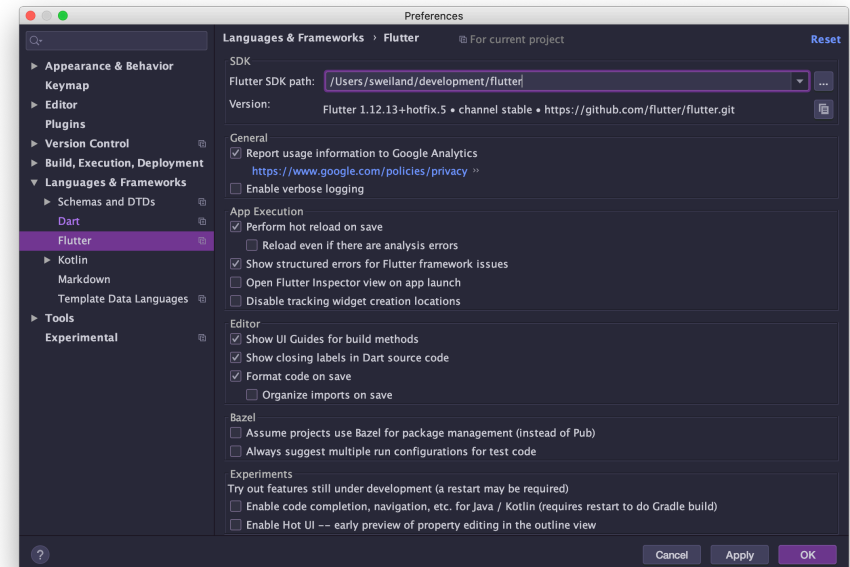 Preferences
Languages & Frameworks › Flutter
For current project
Reset
Appearance & Behavior
Keymap
Editor
Plugins
Version Control
Build, Execution, Deployment
Languages & Frameworks
Schemas and DTDs
Dart
Flutter
Kotlin
Markdown
Template Data Languages
Tools
Experimental
SDK
Flutter SDK path: /Users/sweiland/development/flutter ...
Version: Flutter 1.12.13+hotfix.5 • channel stable • https://github.com/flutter/flutter.git
General
Report usage information to Google Analytics
https://www.google.com/policies/privacy
Enable verbose logging
App Execution
Perform hot reload on save
Reload even if there are analysis errors
Show structured errors for Flutter framework issues
Open Flutter Inspector view on app launch
Disable tracking widget creation locations
Editor
Show UI Guides for build methods
Show closing labels in Dart source code
Format code on save
Organize imports on save
Bazel
Assume projects use Bazel for package management (instead of Pub)
Always suggest multiple run configurations for test code
Experiments
Try out features still under development (a restart may be required)
Enable code completion, navigation, etc. for Java / Kotlin (requires restart to do Gradle build)
Enable Hot UI -- early preview of property editing in the outline view
?
Cancel
Apply
OK